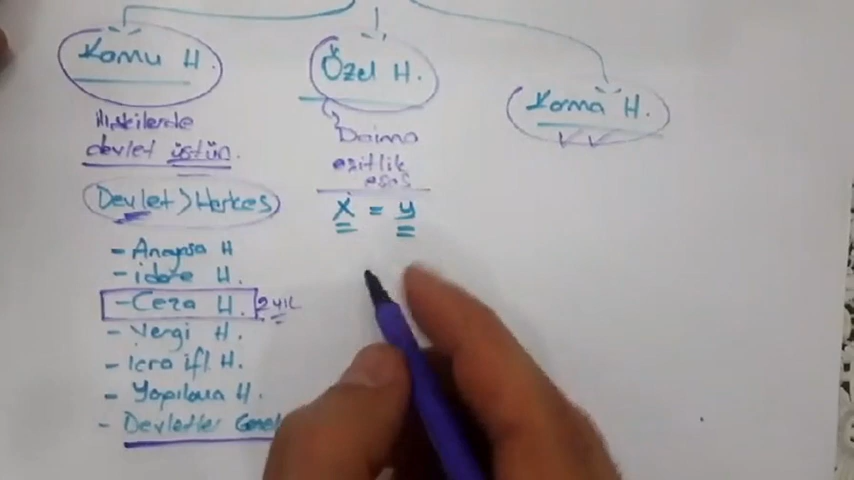 Kamu H.
İlişkilerde
devlet üstün.
Devlet > Herkes
- Anayasa H
- idare H.
- Ceza H. 2 YIL
- Vergi H.
- Icra ifl H.
- Yargılama H.
- Devletler Genel
Özel H.
Daima
eşitlik
esas
x = y
Karma H.